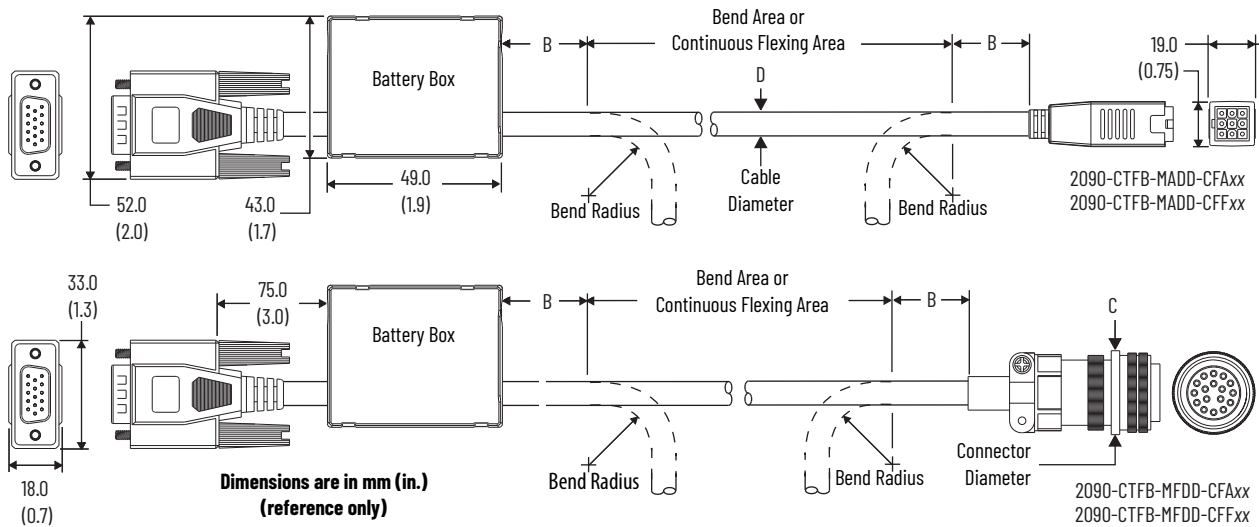 Bend Area or
Continuous Flexing Area
B
B
19.0
(0.75)
Battery Box
D
52.0
(2.0)
43.0
(1.7)
49.0
(1.9)
Bend Radius
Cable
Diameter
Bend Radius
2090-CTFB-MADD-CFAxx
2090-CTFB-MADD-CFFxx
33.0
(1.3)
75.0
(3.0)
Battery Box
B
Bend Area or
Continuous Flexing Area
B
C
18.0
(0.7)
Dimensions are in mm (in.)
(reference only)
Bend Radius
Bend Radius
Connector
Diameter
2090-CTFB-MFDD-CFAxx
2090-CTFB-MFDD-CFFxx